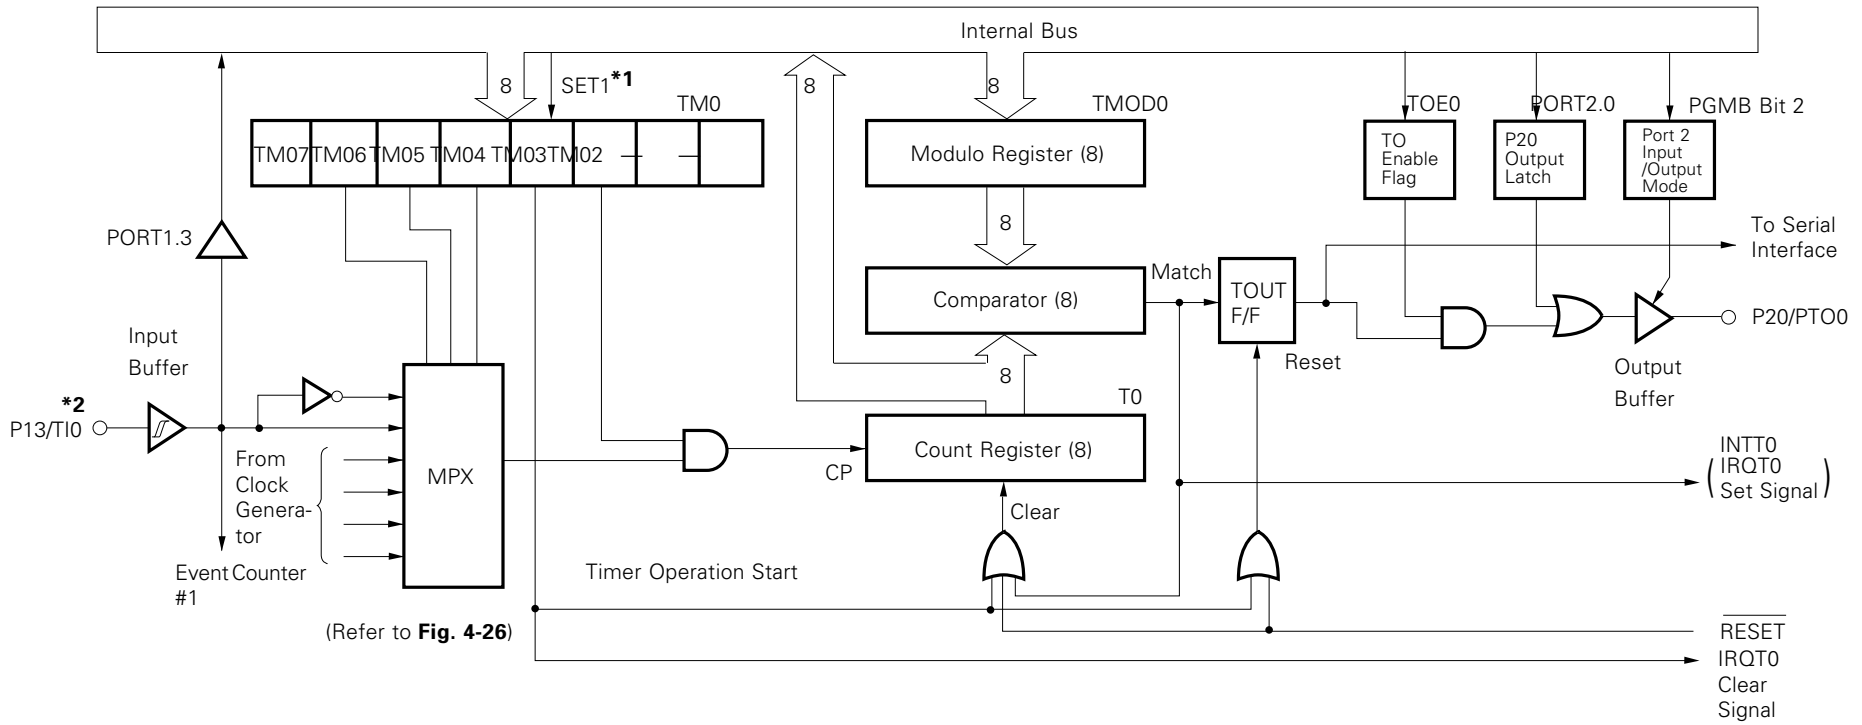 Internal Bus
8
SET1*1
8
8
TM0
TMOD0
TOE0
PORT2.0
PGMB Bit 2
TM07 TM06 TM05 TM04 TM03 TM02 — —
Modulo Register (8)
TO
Enable
Flag
P20
Output
Latch
Port 2
Input
/Output
Mode
PORT1.3
8
To Serial
Interface
Comparator (8)
Match
TOUT
F/F
P20/PTO0
Input
Buffer
Reset
Output
Buffer
8
T0
*2
P13/TI0
From
Clock
Genera-
tor
MPX
CP
Count Register (8)
INTT0
(IRQT0
Set Signal)
Clear
Event Counter
#1
Timer Operation Start
(Refer to Fig. 4-26)
RESET
IRQT0
Clear
Signal